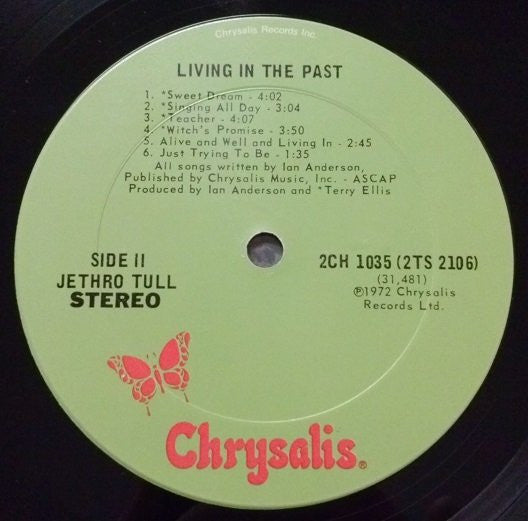 Chrysalis Records Inc.
LIVING IN THE PAST
1. *Sweet Dream - 4:02
2. *Singing All Day - 3:04
3. *Teacher - 4:07
4. *Witch's Promise - 3:50
5. Alive and Well and Living In - 2:45
6. Just Trying To Be - 1:35
All songs written by Ian Anderson,
Published by Chrysalis Music, Inc. - ASCAP
Produced by Ian Anderson and *Terry Ellis
SIDE II
JETHRO TULL
STEREO
2CH 1035 (2TS 2106)
(31,481)
℗1972 Chrysalis
Records Ltd.
Chrysalis®